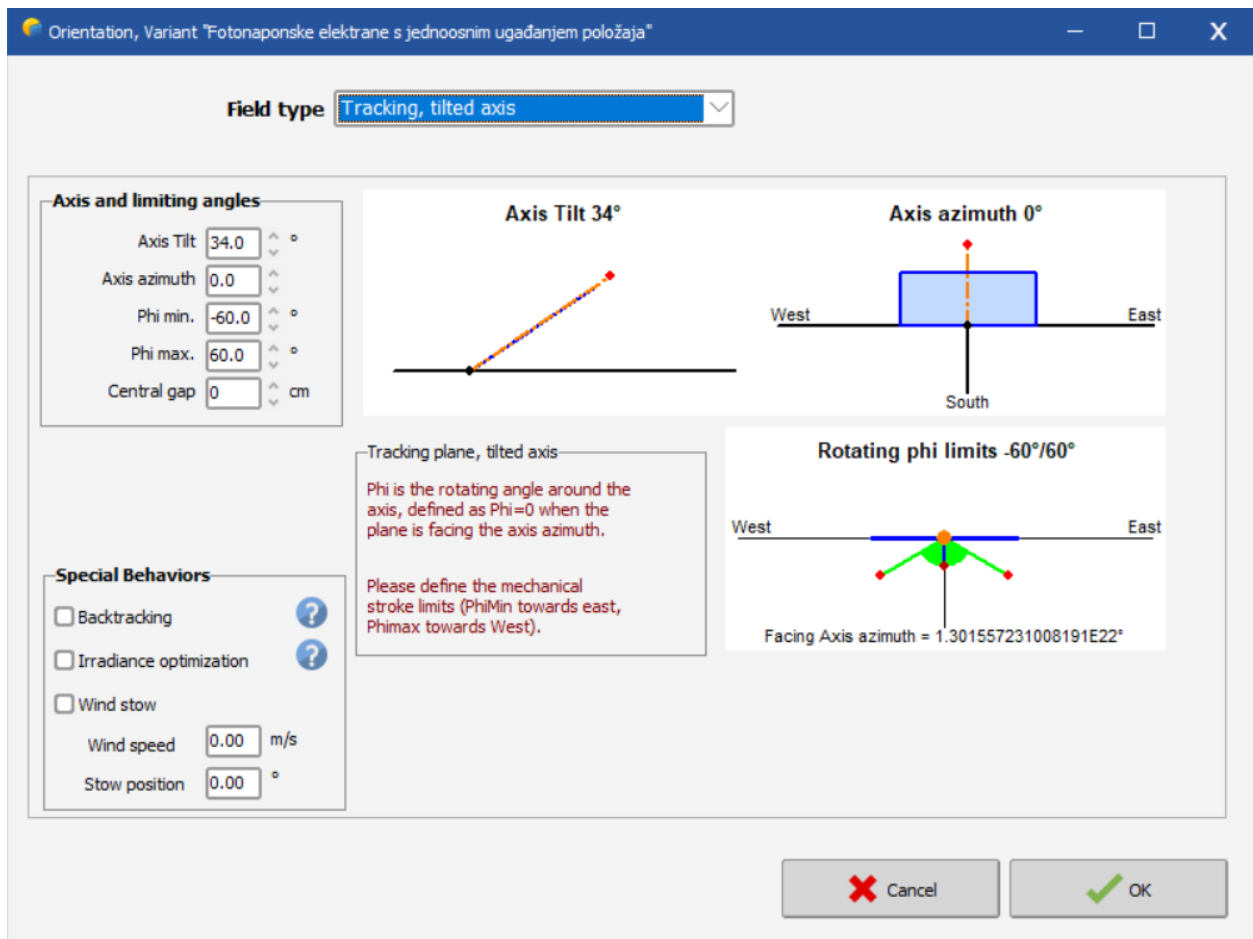 Orientation, Variant "Fotonaponske elektrane s jednoosnim ugađanjem položaja"
Field type Tracking, tilted axis
Axis and limiting angles
Axis Tilt 34.0 °
Axis azimuth 0.0
Phi min. -60.0 °
Phi max. 60.0 °
Central gap 0 cm
Axis Tilt 34°
Axis azimuth 0°
West East
South
Tracking plane, tilted axis
Phi is the rotating angle around the
axis, defined as Phi=0 when the
plane is facing the axis azimuth.
Please define the mechanical
stroke limits (PhiMin towards east,
Phimax towards West).
Rotating phi limits -60°/60°
West East
Facing Axis azimuth = 1.301557231008191E22°
Special Behaviors
Backtracking ?
Irradiance optimization ?
Wind stow
Wind speed 0.00 m/s
Stow position 0.00 °
Cancel OK